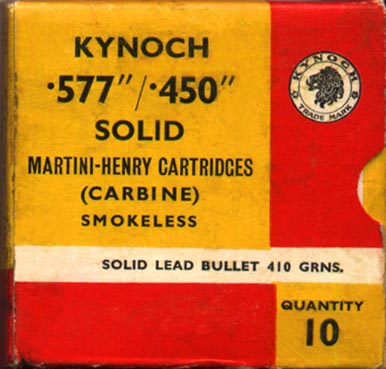 KYNOCH
·577"/·450"
SOLID
MARTINI-HENRY CARTRIDGES
(CARBINE)
SMOKELESS
KYNOCH
TRADE MARK
SOLID LEAD BULLET 410 GRNS.
QUANTITY
10